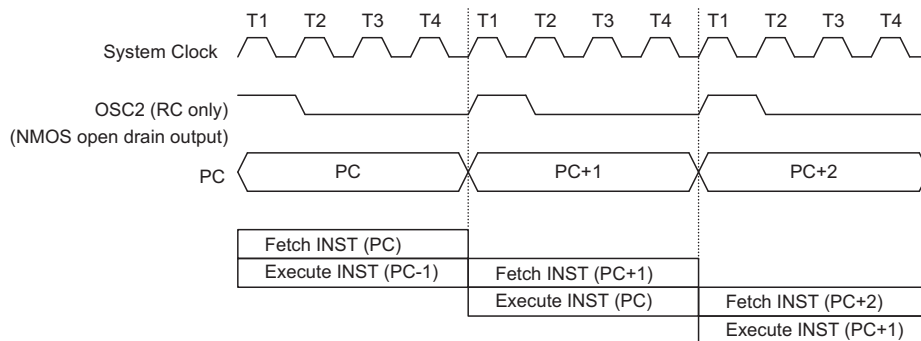 T1 T2 T3 T4 T1 T2 T3 T4 T1 T2 T3 T4
System Clock
OSC2 (RC only)
(NMOS open drain output)
PC PC PC+1 PC+2
Fetch INST (PC)
Execute INST (PC-1) Fetch INST (PC+1)
Execute INST (PC) Fetch INST (PC+2)
Execute INST (PC+1)